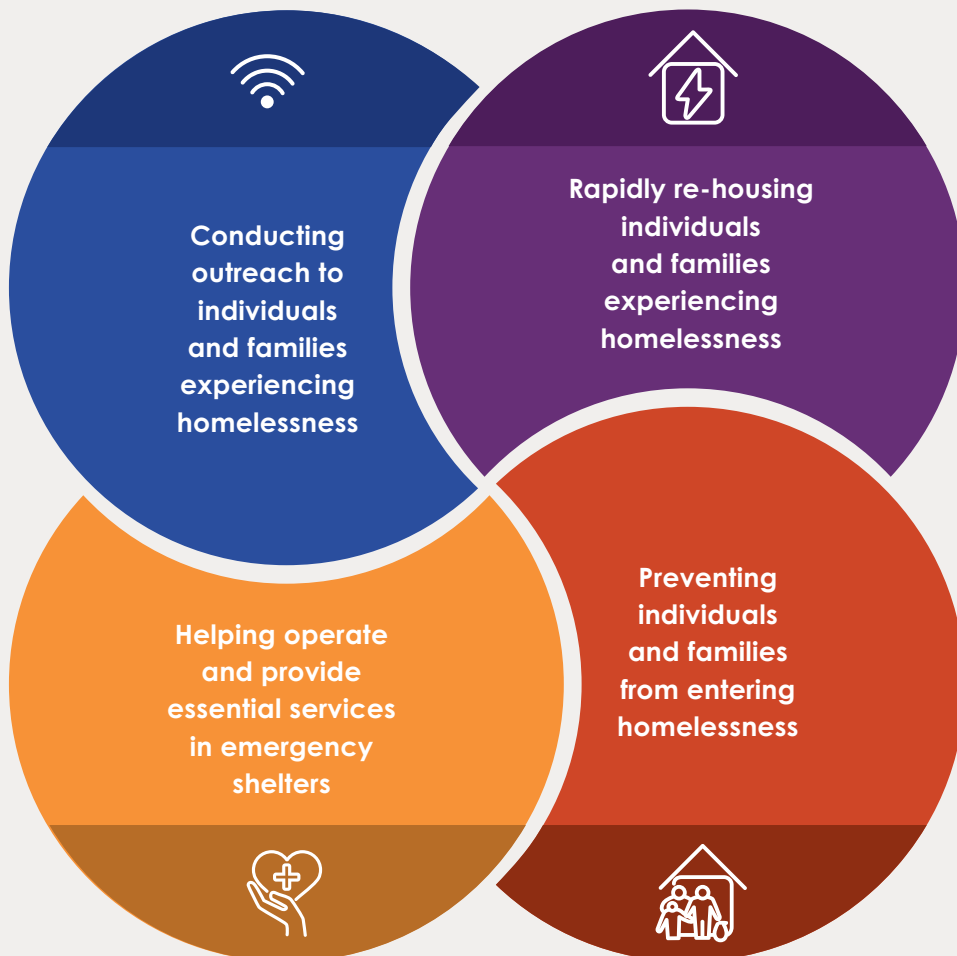 Conducting
outreach to
individuals
and families
experiencing
homelessness
Rapidly re-housing
individuals
and families
experiencing
homelessness
Helping operate
and provide
essential services
in emergency
shelters
Preventing
individuals
and families
from entering
homelessness